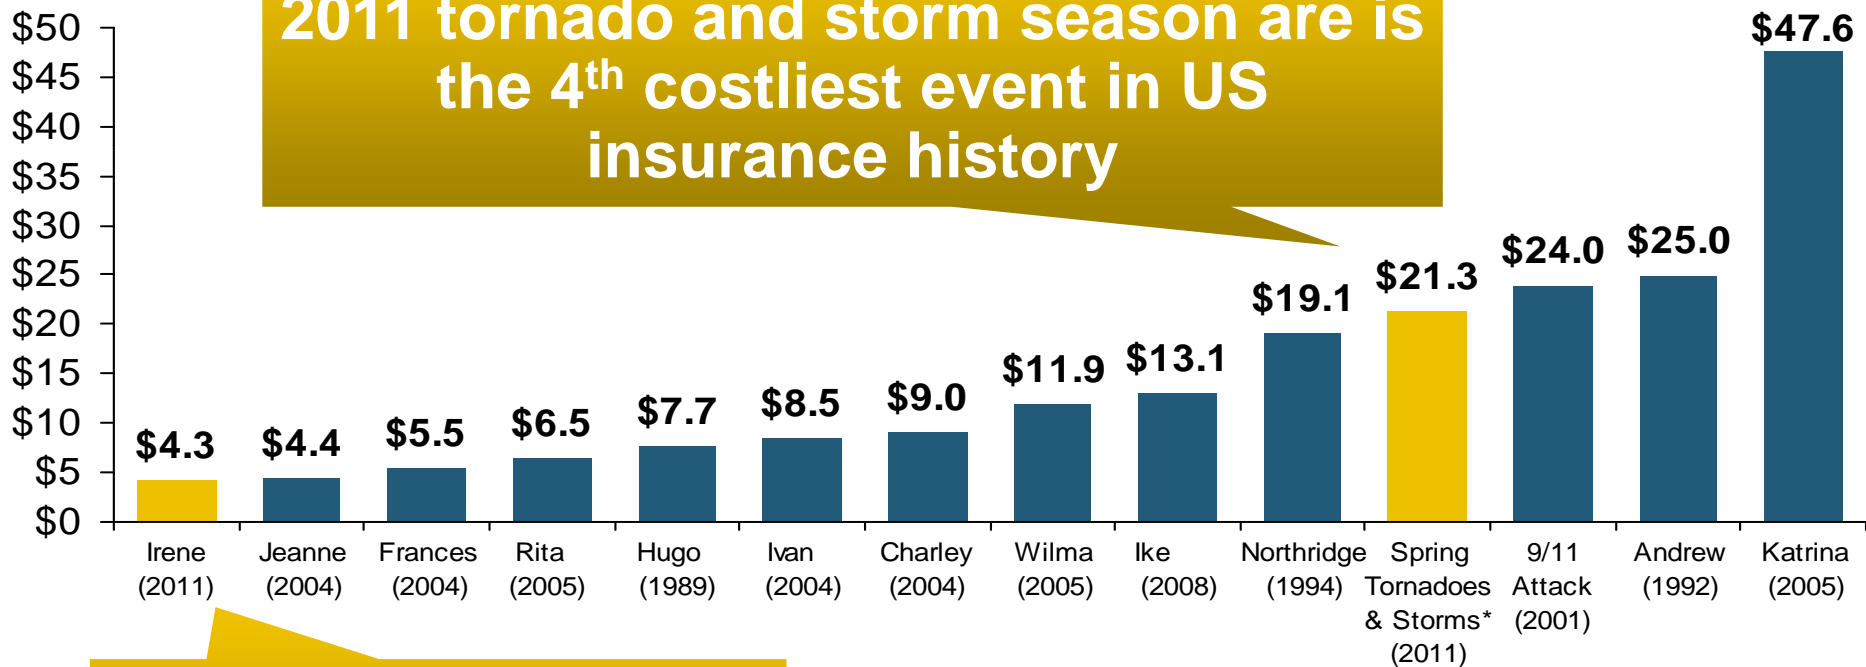 2011 tornado and storm season are is
the 4th costliest event in US
insurance history
$50
$45
$40
$35
$30
$25
$20
$15
$10
$5
$0
$4.3
$4.4
$5.5
$6.5
$7.7
$8.5
$9.0
$11.9
$13.1
$19.1
$21.3
$24.0
$25.0
$47.6
Irene
(2011)
Jeanne
(2004)
Frances
(2004)
Rita
(2005)
Hugo
(1989)
Ivan
(2004)
Charley
(2004)
Wilma
(2005)
Ike
(2008)
Northridge
(1994)
Spring
Tornadoes
& Storms*
(2011)
9/11
Attack
(2001)
Andrew
(1992)
Katrina
(2005)